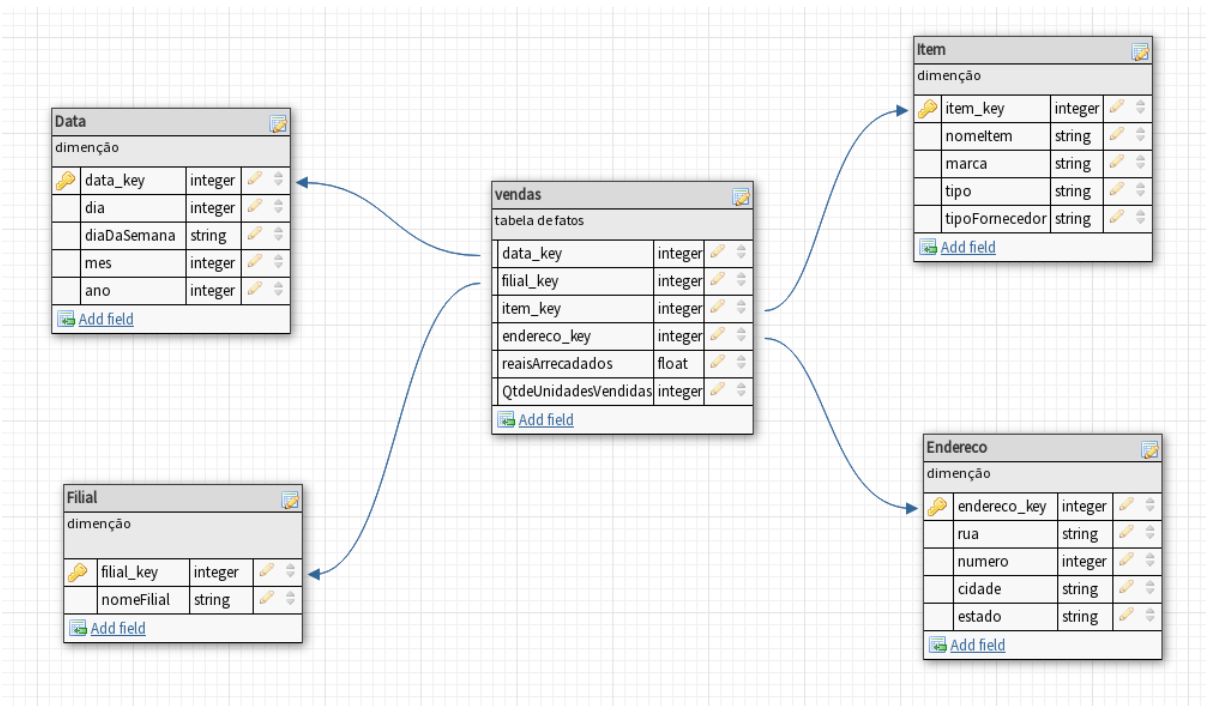 Data
dimenção
data_key integer
dia integer
diaDaSemana string
mes integer
ano integer
Add field
Filial
dimenção
filial_key integer
nomeFilial string
Add field
vendas
tabela de fatos
data_key integer
filial_key integer
item_key integer
endereco_key integer
reaisArrecadados float
QtdeUnidadesVendidas integer
Add field
Item
dimenção
item_key integer
nomeItem string
marca string
tipo string
tipoFornecedor string
Add field
Endereco
dimenção
endereco_key integer
rua string
numero integer
cidade string
estado string
Add field